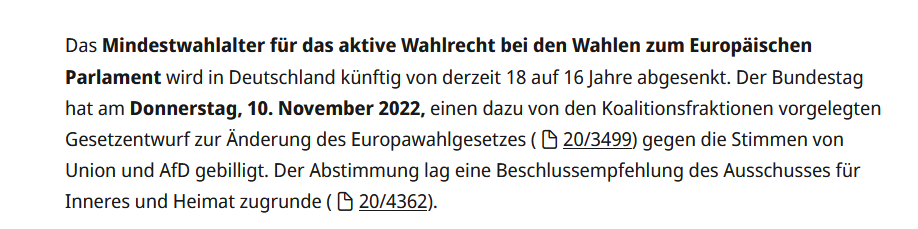 Das Mindestwahlalter für das aktive Wahlrecht bei den Wahlen zum Europäischen
Parlament wird in Deutschland künftig von derzeit 18 auf 16 Jahre abgesenkt. Der Bundestag
hat am Donnerstag, 10. November 2022, einen dazu von den Koalitionsfraktionen vorgelegten
Gesetzentwurf zur Änderung des Europawahlgesetzes ( 20/3499) gegen die Stimmen von
Union und AfD gebilligt. Der Abstimmung lag eine Beschlussempfehlung des Ausschusses für
Inneres und Heimat zugrunde ( 20/4362).